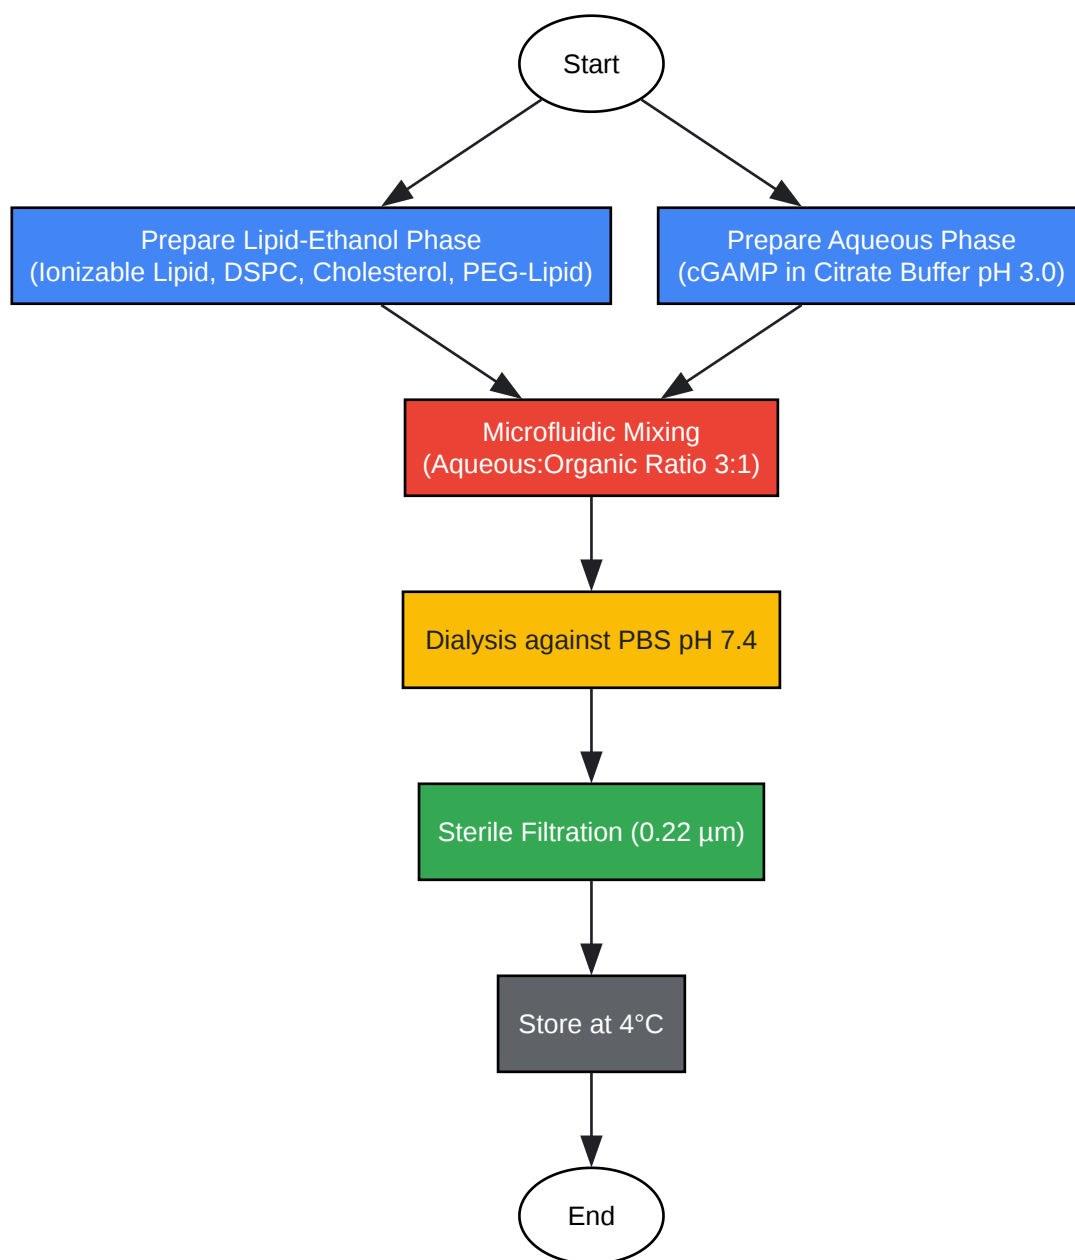 Start
Prepare Lipid-Ethanol Phase
(Ionizable Lipid, DSPC, Cholesterol, PEG-Lipid)
Prepare Aqueous Phase
(cGAMP in Citrate Buffer pH 3.0)
Microfluidic Mixing
(Aqueous:Organic Ratio 3:1)
Dialysis against PBS pH 7.4
Sterile Filtration (0.22 µm)
Store at 4°C
End